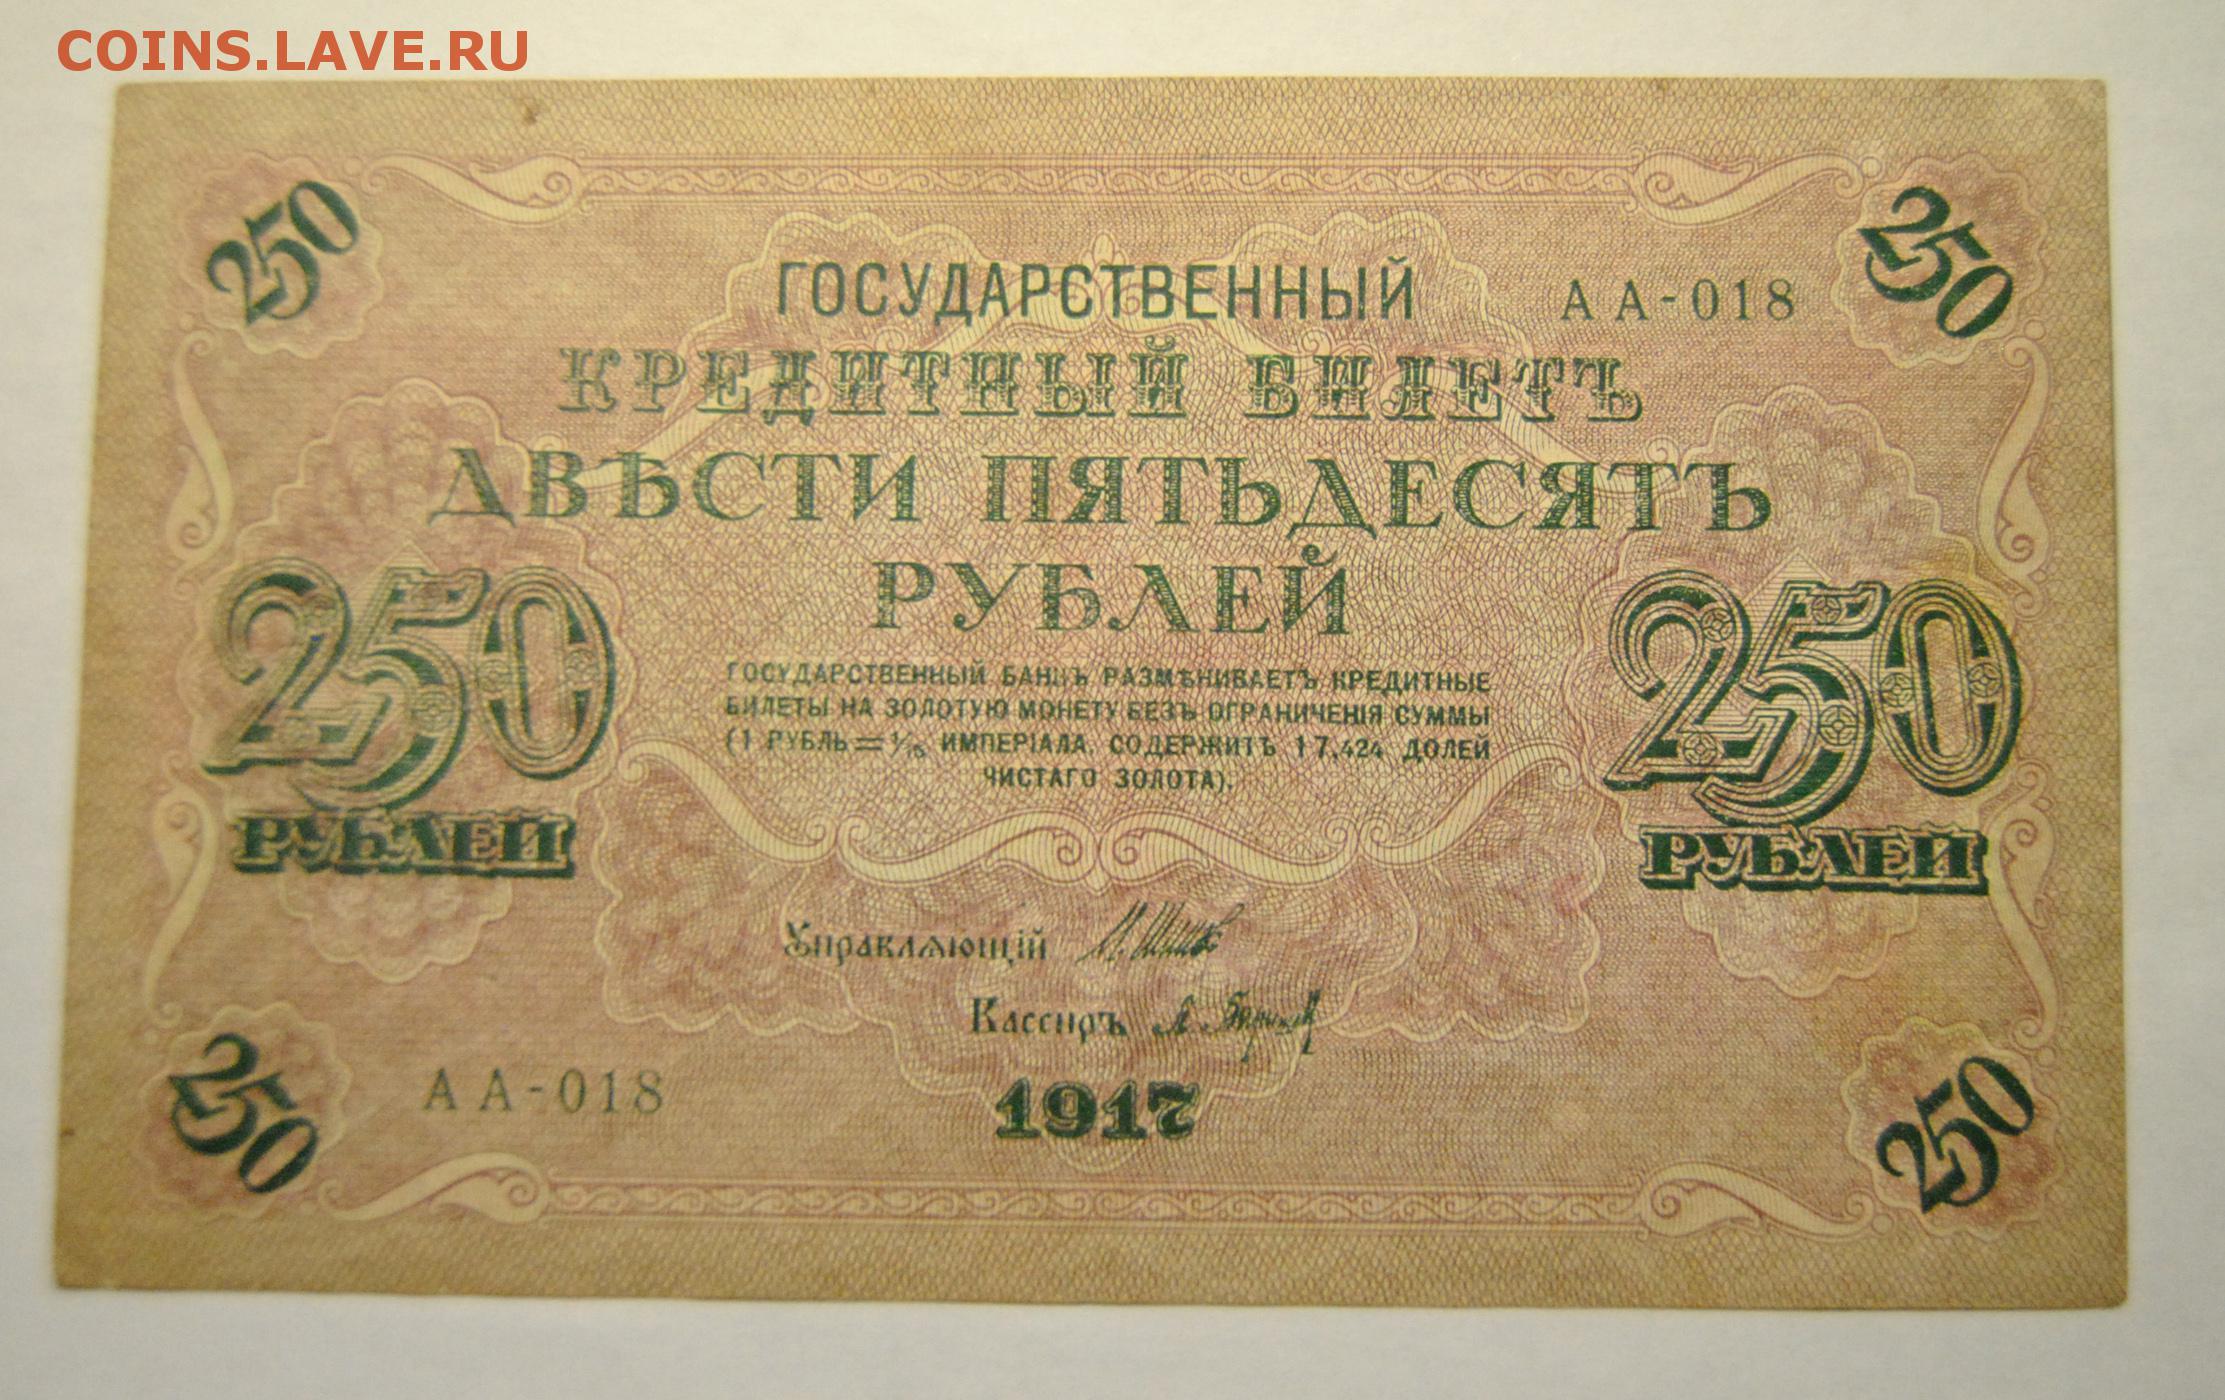 COINS.LAVE.RU
250
250
ГОСУДАРСТВЕННЫЙ
АА-018
КРЕДИТНЫЙ БИЛЕТЪ
ДВѢСТИ ПЯТЬДЕСЯТЪ
РУБЛЕЙ
250
РУБЛЕЙ
250
РУБЛЕЙ
ГОСУДАРСТВЕННЫЙ БАНКЪ РАЗМѢНИВАЕТЪ КРЕДИТНЫЕ
БИЛЕТЫ НА ЗОЛОТУЮ МОНЕТУ БЕЗЪ ОГРАНИЧЕНІЯ СУММЫ
(1 РУБЛЬ = 1/15 ИМПЕРІАЛА, СОДЕРЖИТЪ 17,424 ДОЛЕЙ
ЧИСТАГО ЗОЛОТА).
Управляющій
Кассиръ
АА-018
1917
250
250